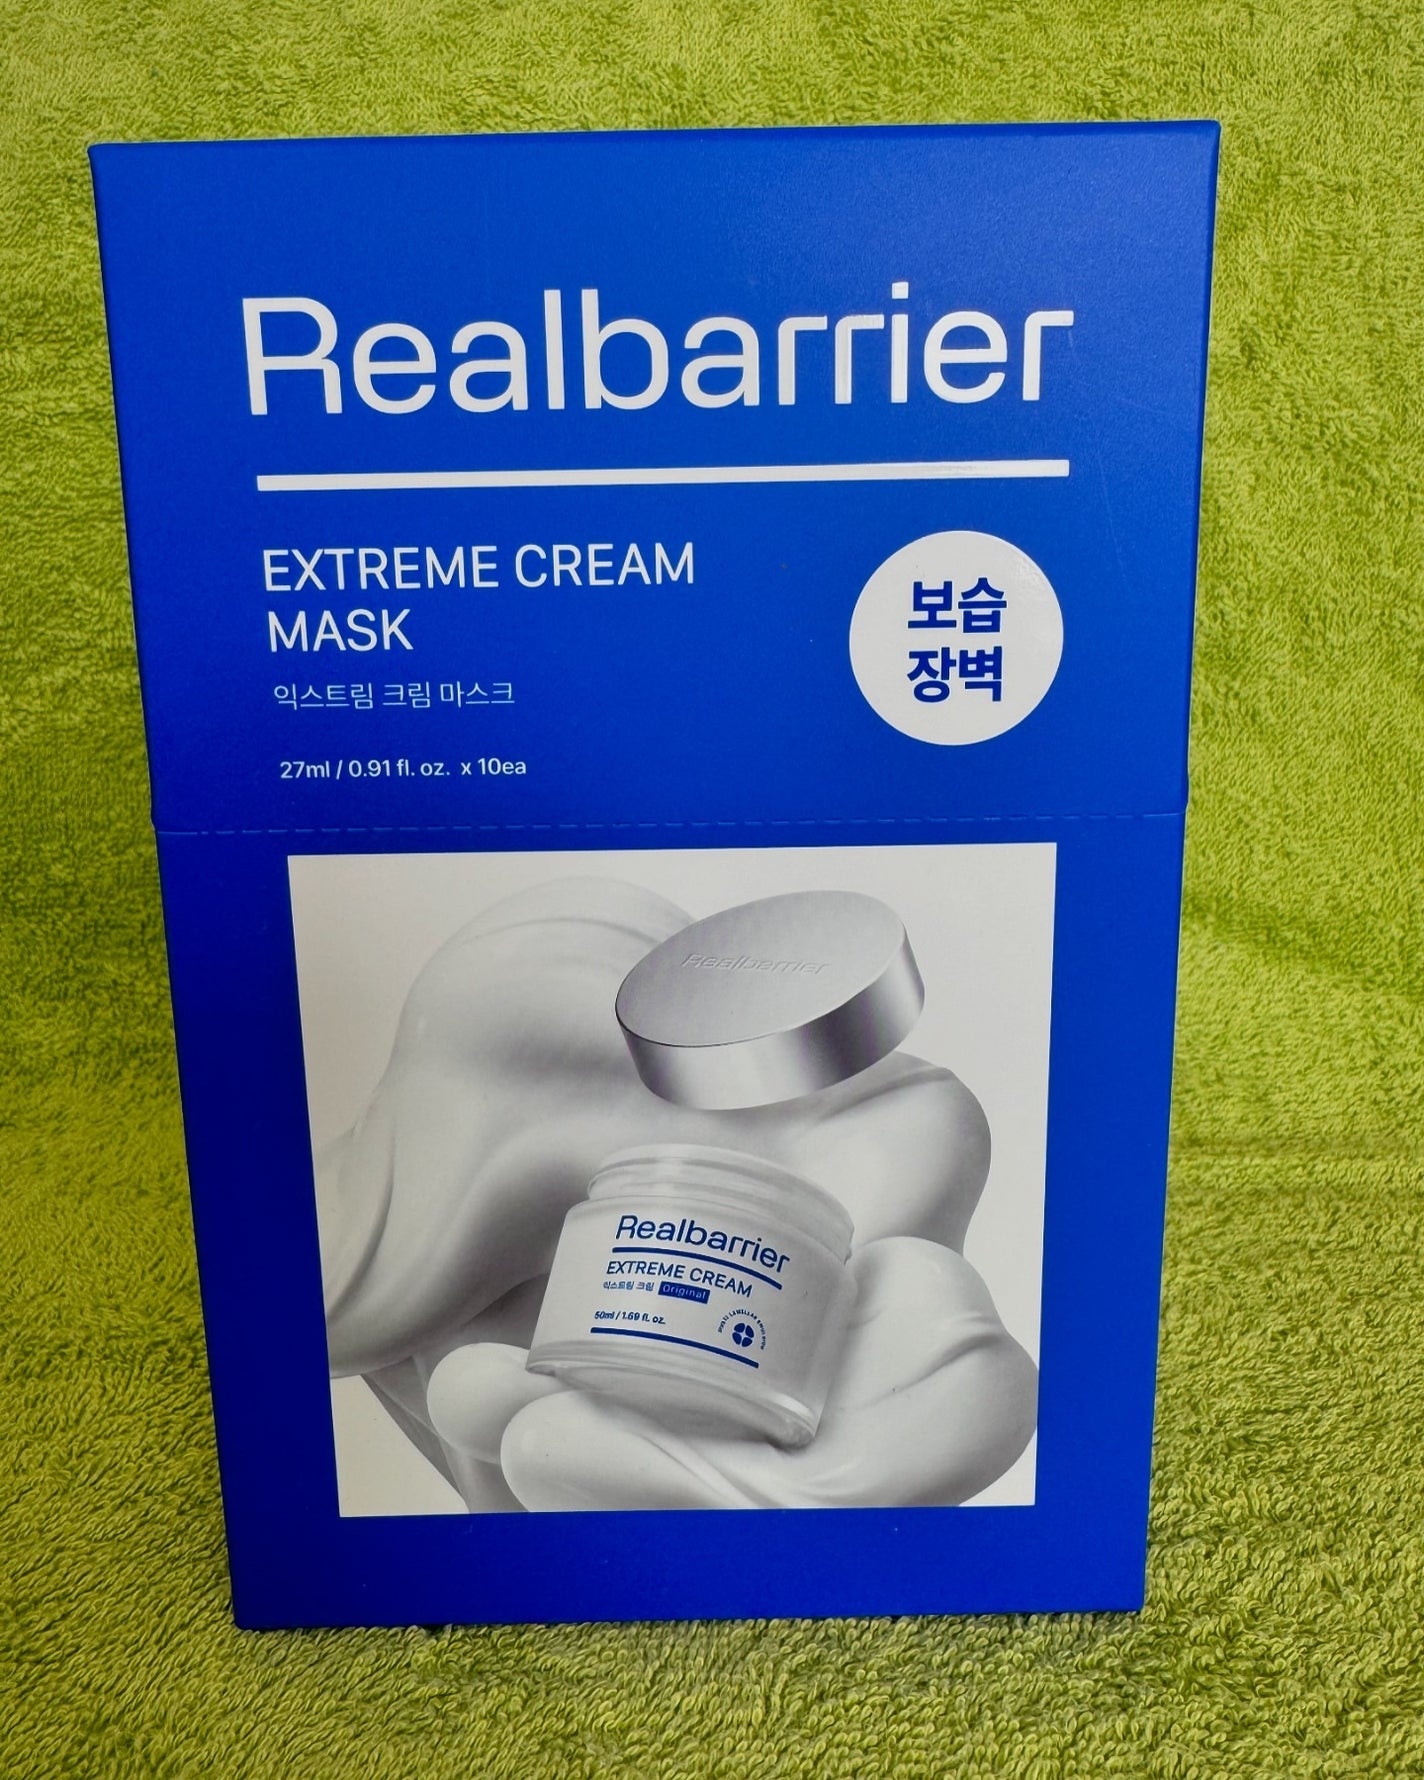 Realbarrier
EXTREME CREAM
MASK
익스트림 크림 마스크
27ml / 0.91 fl. oz. x 10ea
보습
장벽
Realbarrier
Realbarrier
EXTREME CREAM
익스트림 크림 Original
50ml / 1.69 fl. oz.